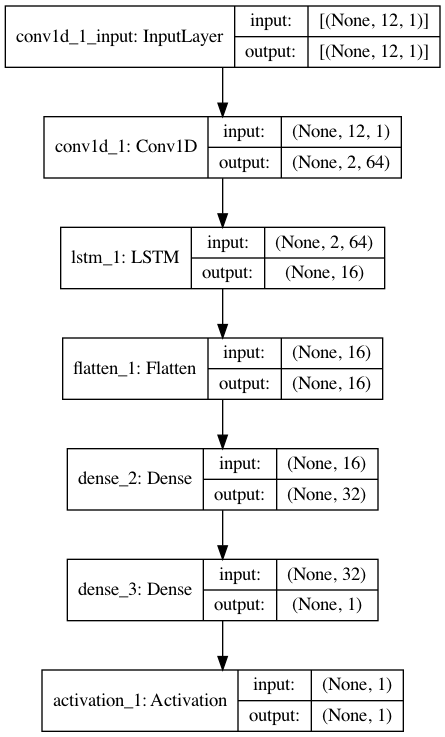 conv1d_1_input: InputLayer
input: [(None, 12, 1)]
output: [(None, 12, 1)]
conv1d_1: Conv1D
input: (None, 12, 1)
output: (None, 2, 64)
lstm_1: LSTM
input: (None, 2, 64)
output: (None, 16)
flatten_1: Flatten
input: (None, 16)
output: (None, 16)
dense_2: Dense
input: (None, 16)
output: (None, 32)
dense_3: Dense
input: (None, 32)
output: (None, 1)
activation_1: Activation
input: (None, 1)
output: (None, 1)